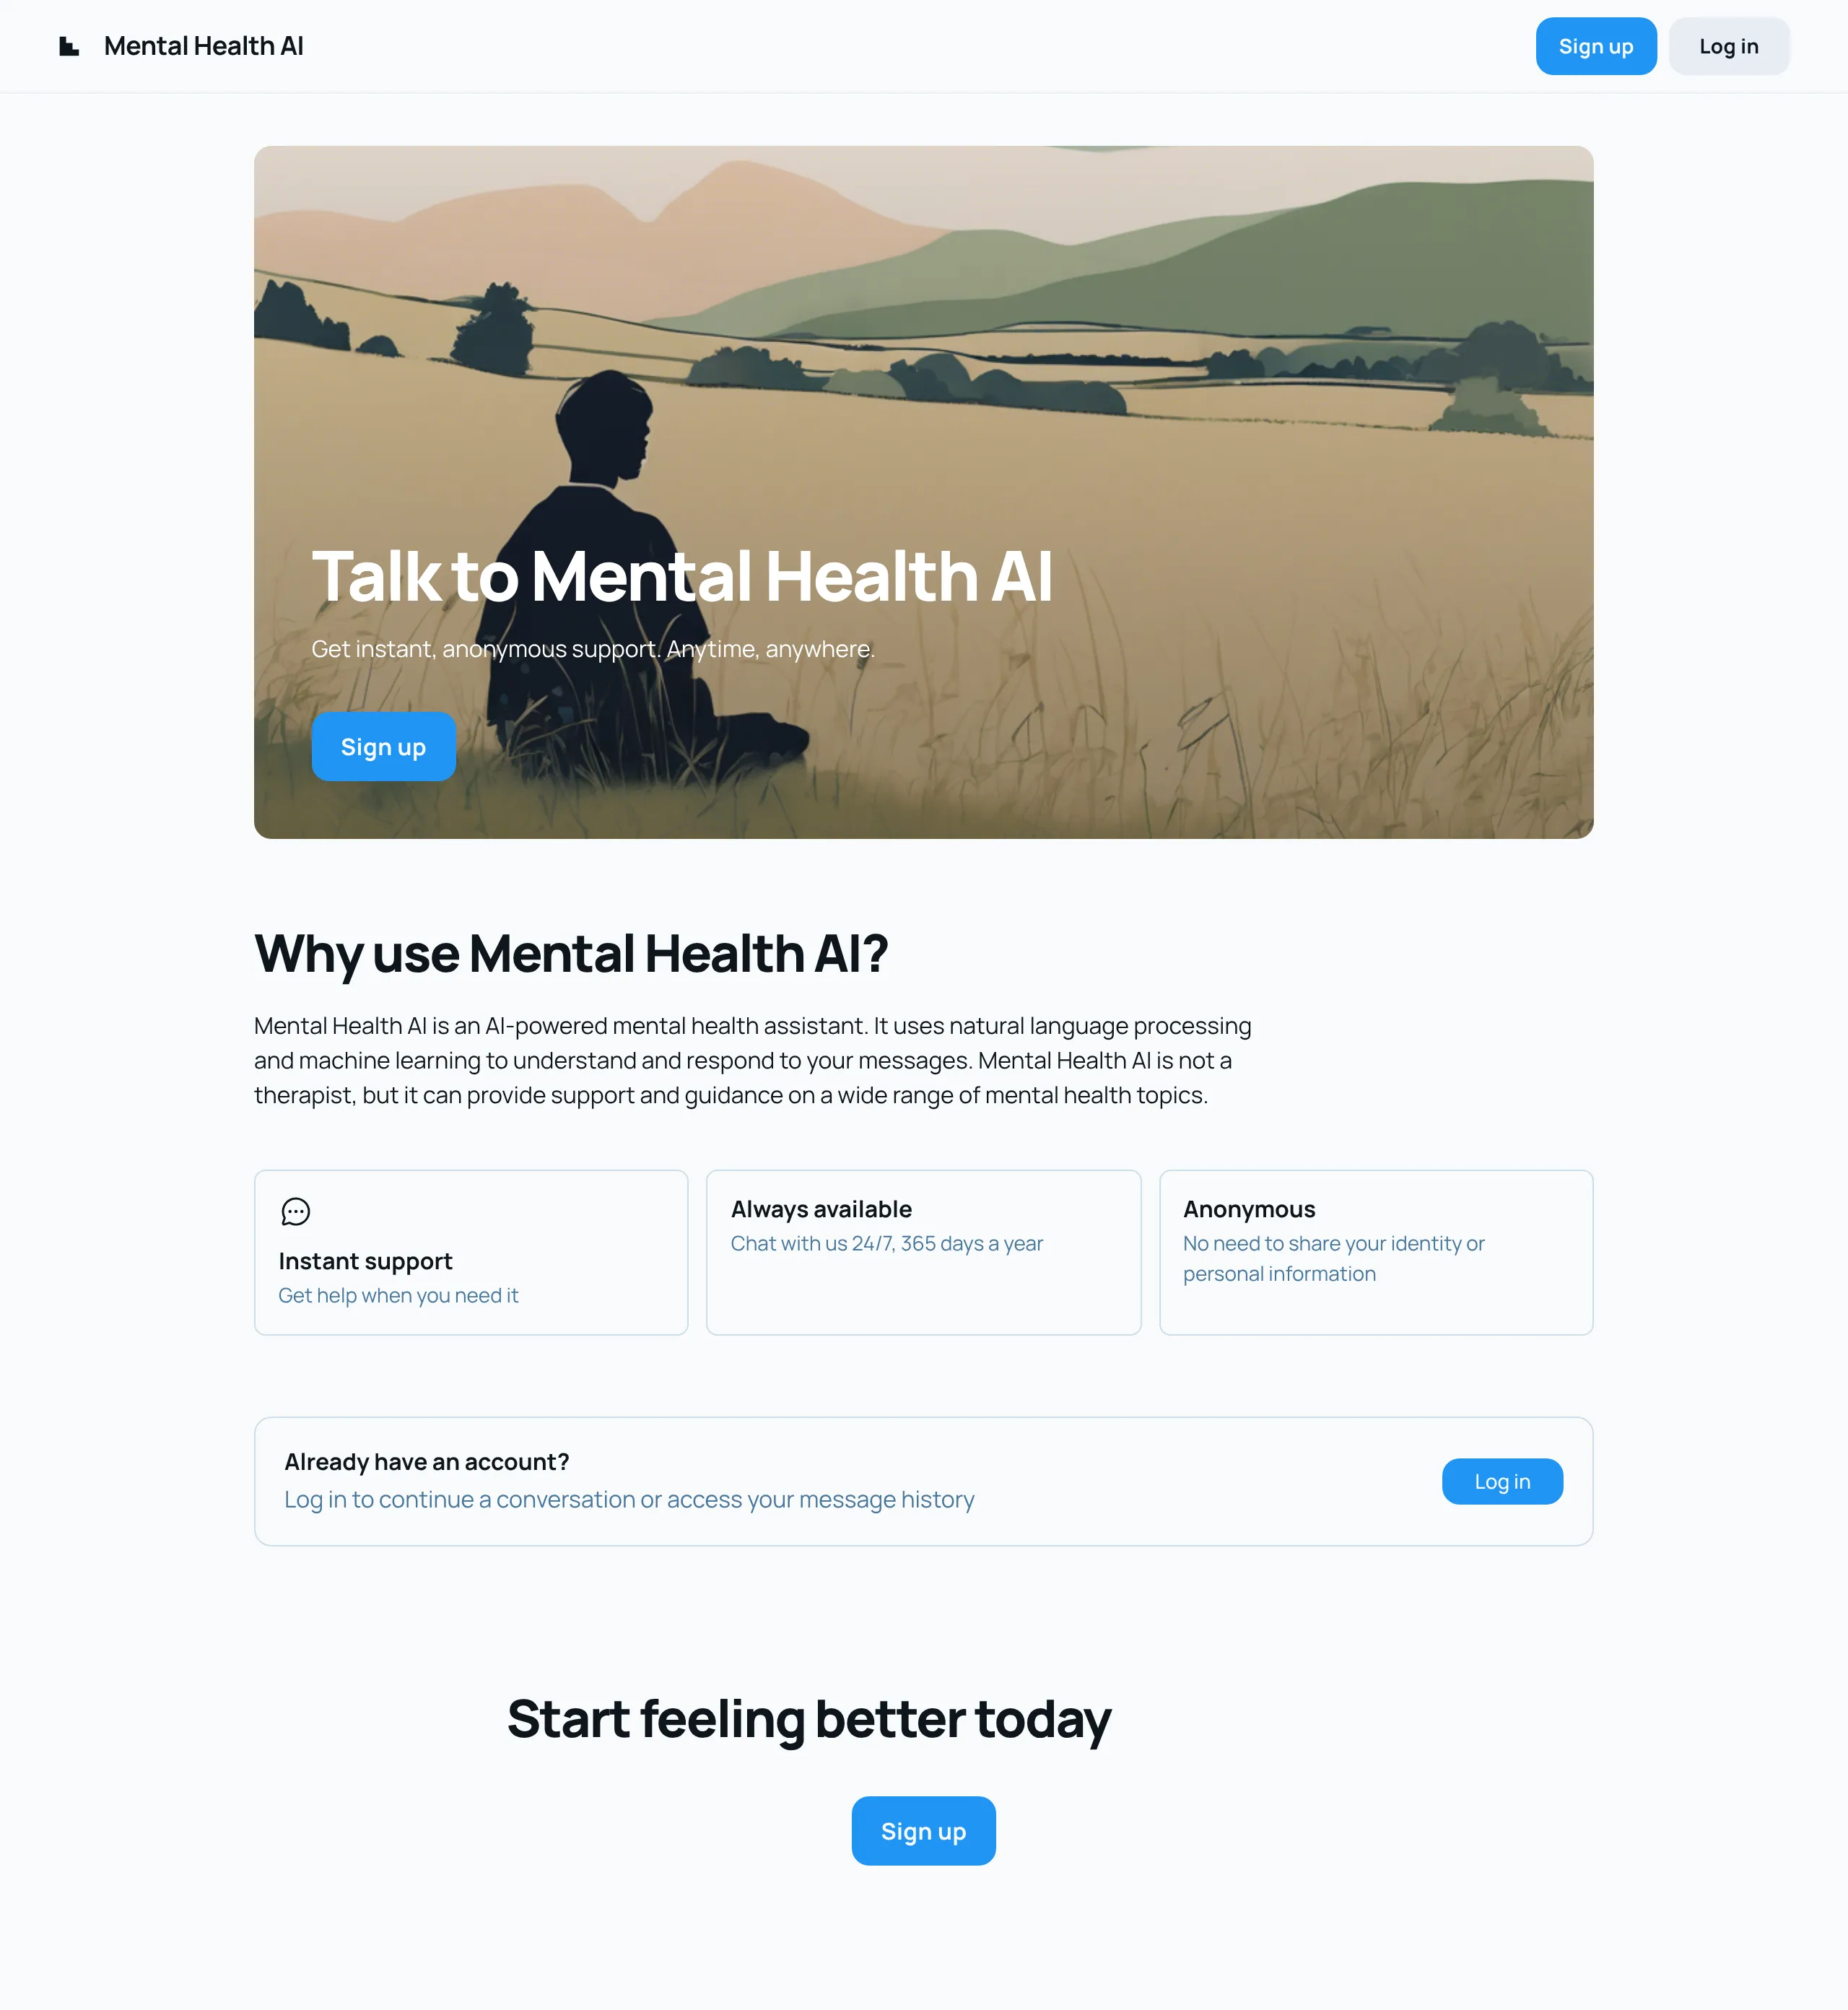 Mental Health AI
Sign up
Log in
Talk to Mental Health AI
Get instant, anonymous support. Anytime, anywhere.
Sign up
Why use Mental Health AI?
Mental Health AI is an AI-powered mental health assistant. It uses natural language processing
and machine learning to understand and respond to your messages. Mental Health AI is not a
therapist, but it can provide support and guidance on a wide range of mental health topics.
Instant support
Get help when you need it
Always available
Chat with us 24/7, 365 days a year
Anonymous
No need to share your identity or
personal information
Already have an account?
Log in to continue a conversation or access your message history
Log in
Start feeling better today
Sign up